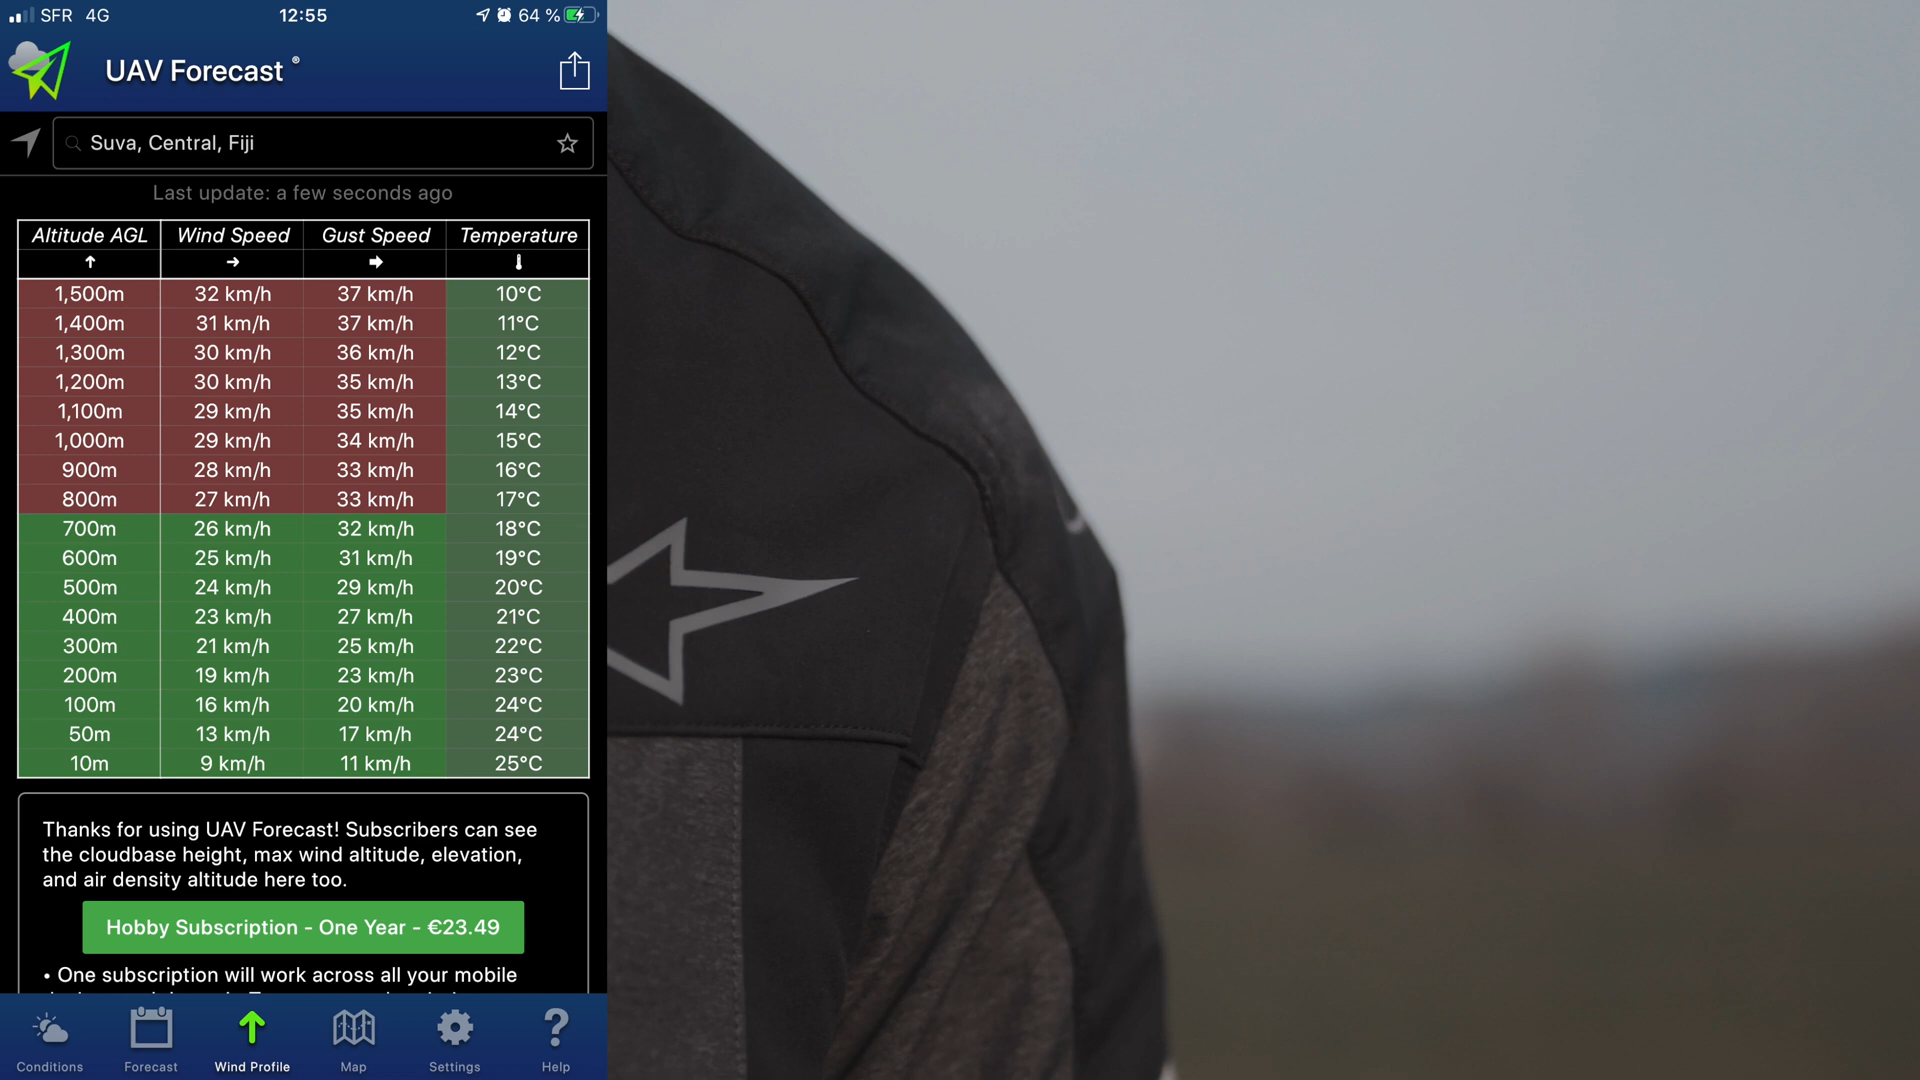 SFR 4G 12:55 64 %
UAV Forecast ®
Suva, Central, Fiji
Last update: a few seconds ago
Altitude AGL Wind Speed Gust Speed Temperature
1,500m 32 km/h 37 km/h 10°C
1,400m 31 km/h 37 km/h 11°C
1,300m 30 km/h 36 km/h 12°C
1,200m 30 km/h 35 km/h 13°C
1,100m 29 km/h 35 km/h 14°C
1,000m 29 km/h 34 km/h 15°C
900m 28 km/h 33 km/h 16°C
800m 27 km/h 33 km/h 17°C
700m 26 km/h 32 km/h 18°C
600m 25 km/h 31 km/h 19°C
500m 24 km/h 29 km/h 20°C
400m 23 km/h 27 km/h 21°C
300m 21 km/h 25 km/h 22°C
200m 19 km/h 23 km/h 23°C
100m 16 km/h 20 km/h 24°C
50m 13 km/h 17 km/h 24°C
10m 9 km/h 11 km/h 25°C
Thanks for using UAV Forecast! Subscribers can see
the cloudbase height, max wind altitude, elevation,
and air density altitude here too.
Hobby Subscription - One Year - €23.49
• One subscription will work across all your mobile
Conditions Forecast Wind Profile Map Settings Help